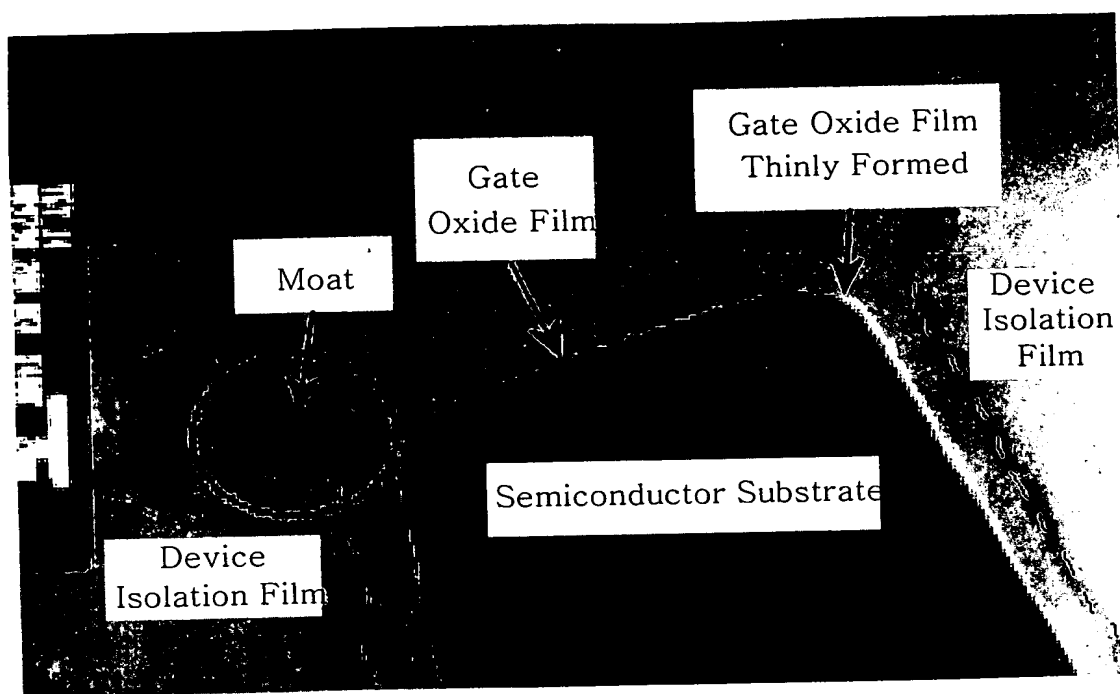 Gate Oxide Film
Thinly Formed
Gate
Oxide Film
Moat
Device
Isolation
Film
Semiconductor Substrate
Device
Isolation Film